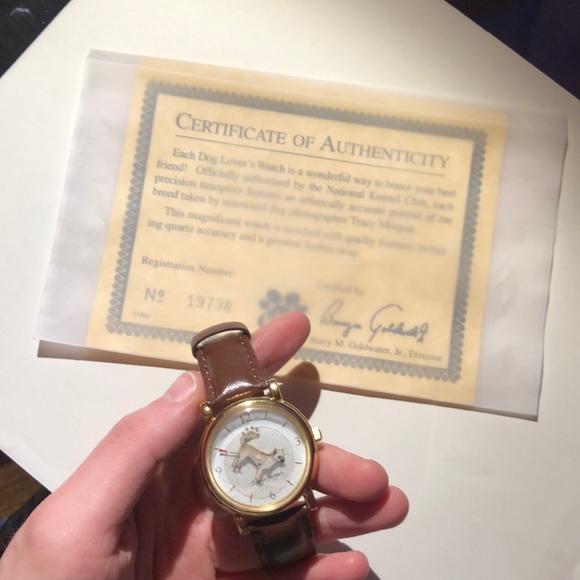 CERTIFICATE OF AUTHENTICITY
Each Dog Lover's Watch is a wonderful way to honor your best
friend! Officially authorized by the National Kennel Club, each
precision timepiece features an artistically accurate portrait of the
breed taken by renowned dog photographer Tracy Morgan.
This magnificent watch is finished with quality features includ-
ing quartz accuracy and a genuine leather strap.
Registration Number
Certified by
Nº 19738
Barry M. Goldwater, Jr., Director
12
3
6